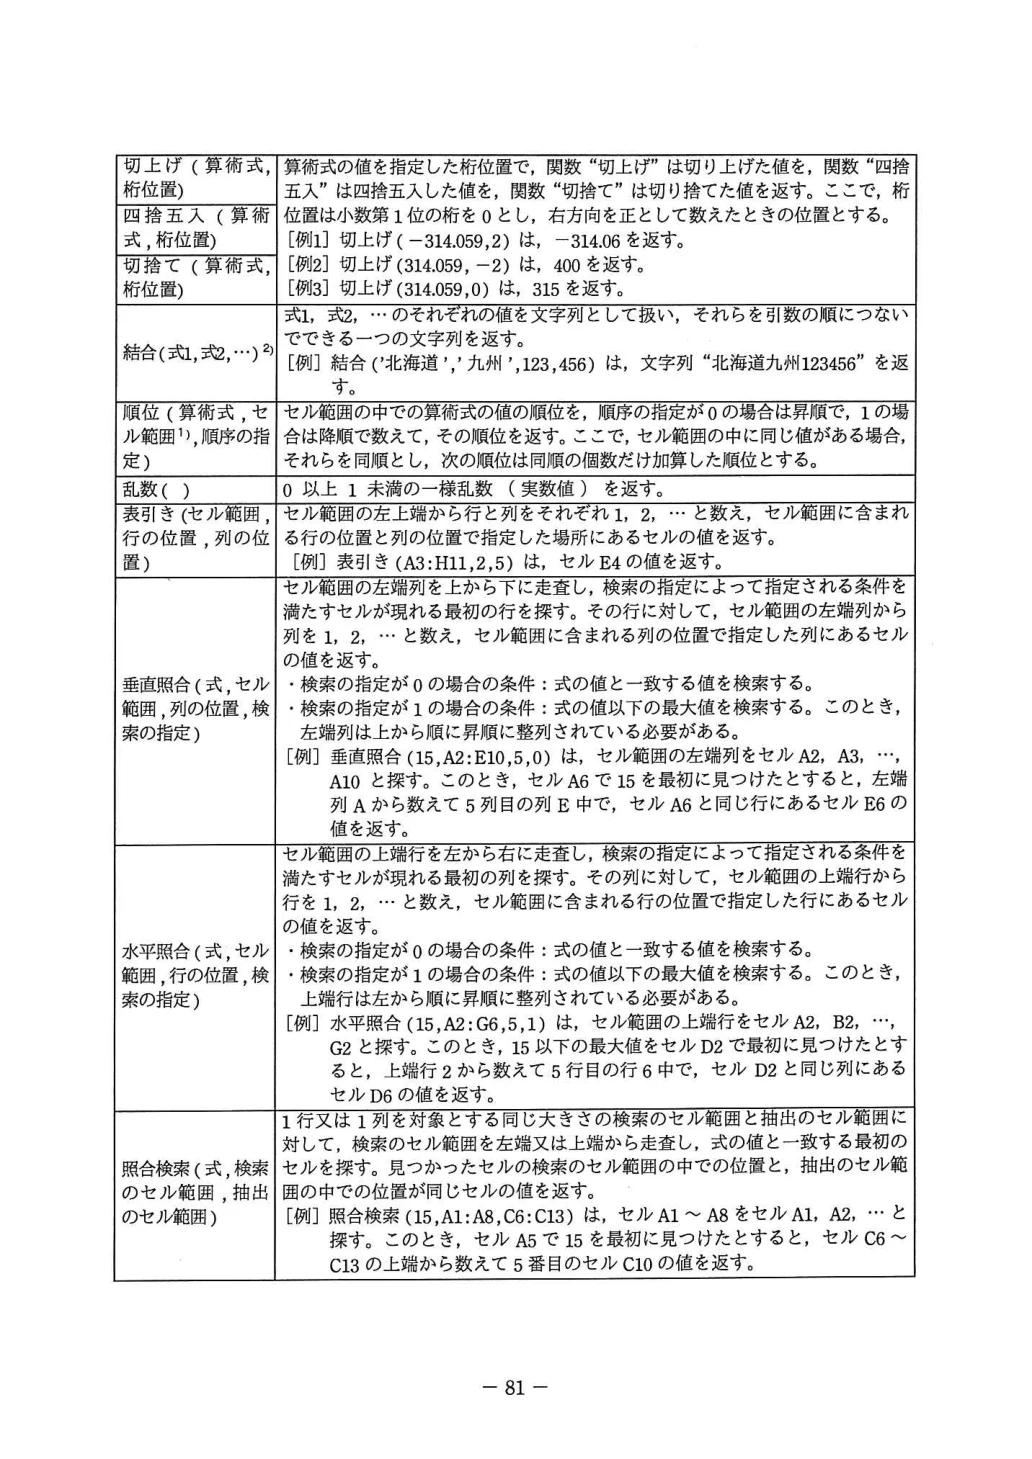 切上げ(算術式,
桁位置)
四捨五入(算術
式,桁位置)
切捨て(算術式,
桁位置)
算術式の値を指定した桁位置で，関数“切上げ”は切り上げた値を，関数“四捨
五入”は四捨五入した値を，関数“切捨て”は切り捨てた値を返す。ここで，桁
位置は小数第1位の桁を0とし，右方向を正として数えたときの位置とする。
［例1］切上げ(−314.059,2) は，−314.06 を返す。
［例2］切上げ(314.059,−2) は，400 を返す。
［例3］切上げ(314.059,0) は，315 を返す。
結合(式1,式2,…) 2)
式1，式2，… のそれぞれの値を文字列として扱い，それらを引数の順につない
でできる一つの文字列を返す。
［例］結合('北海道','九州',123,456) は，文字列“北海道九州123456”を返
す。
順位(算術式,セ
ル範囲1),順序の指
定)
セル範囲の中での算術式の値の順位を，順序の指定が0の場合は昇順で，1の場
合は降順で数えて，その順位を返す。ここで，セル範囲の中に同じ値がある場合，
それらを同順とし，次の順位は同順の個数だけ加算した順位とする。
乱数( )
0 以上 1 未満の一様乱数（実数値）を返す。
表引き(セル範囲,
行の位置,列の位
置)
セル範囲の左上端から行と列をそれぞれ1，2，… と数え，セル範囲に含まれ
る行の位置と列の位置で指定した場所にあるセルの値を返す。
［例］表引き(A3:H11,2,5) は，セルE4の値を返す。
垂直照合(式,セル
範囲,列の位置,検
索の指定)
セル範囲の左端列を上から下に走査し，検索の指定によって指定される条件を
満たすセルが現れる最初の行を探す。その行に対して，セル範囲の左端列から
列を1，2，… と数え，セル範囲に含まれる列の位置で指定した列にあるセル
の値を返す。
・検索の指定が0の場合の条件：式の値と一致する値を検索する。
・検索の指定が1の場合の条件：式の値以下の最大値を検索する。このとき，
左端列は上から順に昇順に整列されている必要がある。
［例］垂直照合(15,A2:E10,5,0) は，セル範囲の左端列をセルA2，A3，…，
A10 と探す。このとき，セルA6で15を最初に見つけたとすると，左端
列Aから数えて5列目の列E中で，セルA6と同じ行にあるセルE6の
値を返す。
水平照合(式,セル
範囲,行の位置,検
索の指定)
セル範囲の上端行を左から右に走査し，検索の指定によって指定される条件を
満たすセルが現れる最初の列を探す。その列に対して，セル範囲の上端行から
行を1，2，… と数え，セル範囲に含まれる行の位置で指定した行にあるセル
の値を返す。
・検索の指定が0の場合の条件：式の値と一致する値を検索する。
・検索の指定が1の場合の条件：式の値以下の最大値を検索する。このとき，
上端行は左から順に昇順に整列されている必要がある。
［例］水平照合(15,A2:G6,5,1) は，セル範囲の上端行をセルA2，B2，…，
G2 と探す。このとき，15以下の最大値をセルD2で最初に見つけたとす
ると，上端行2から数えて5行目の行6中で，セルD2と同じ列にある
セルD6の値を返す。
照合検索(式,検索
のセル範囲,抽出
のセル範囲)
1行又は1列を対象とする同じ大きさの検索のセル範囲と抽出のセル範囲に
対して，検索のセル範囲を左端又は上端から走査し，式の値と一致する最初の
セルを探す。見つかったセルの検索のセル範囲の中での位置と，抽出のセル範
囲の中での位置が同じセルの値を返す。
［例］照合検索(15,A1:A8,C6:C13) は，セルA1～A8をセルA1，A2，… と
探す。このとき，セルA5で15を最初に見つけたとすると，セルC6～
C13の上端から数えて5番目のセルC10の値を返す。
− 81 −